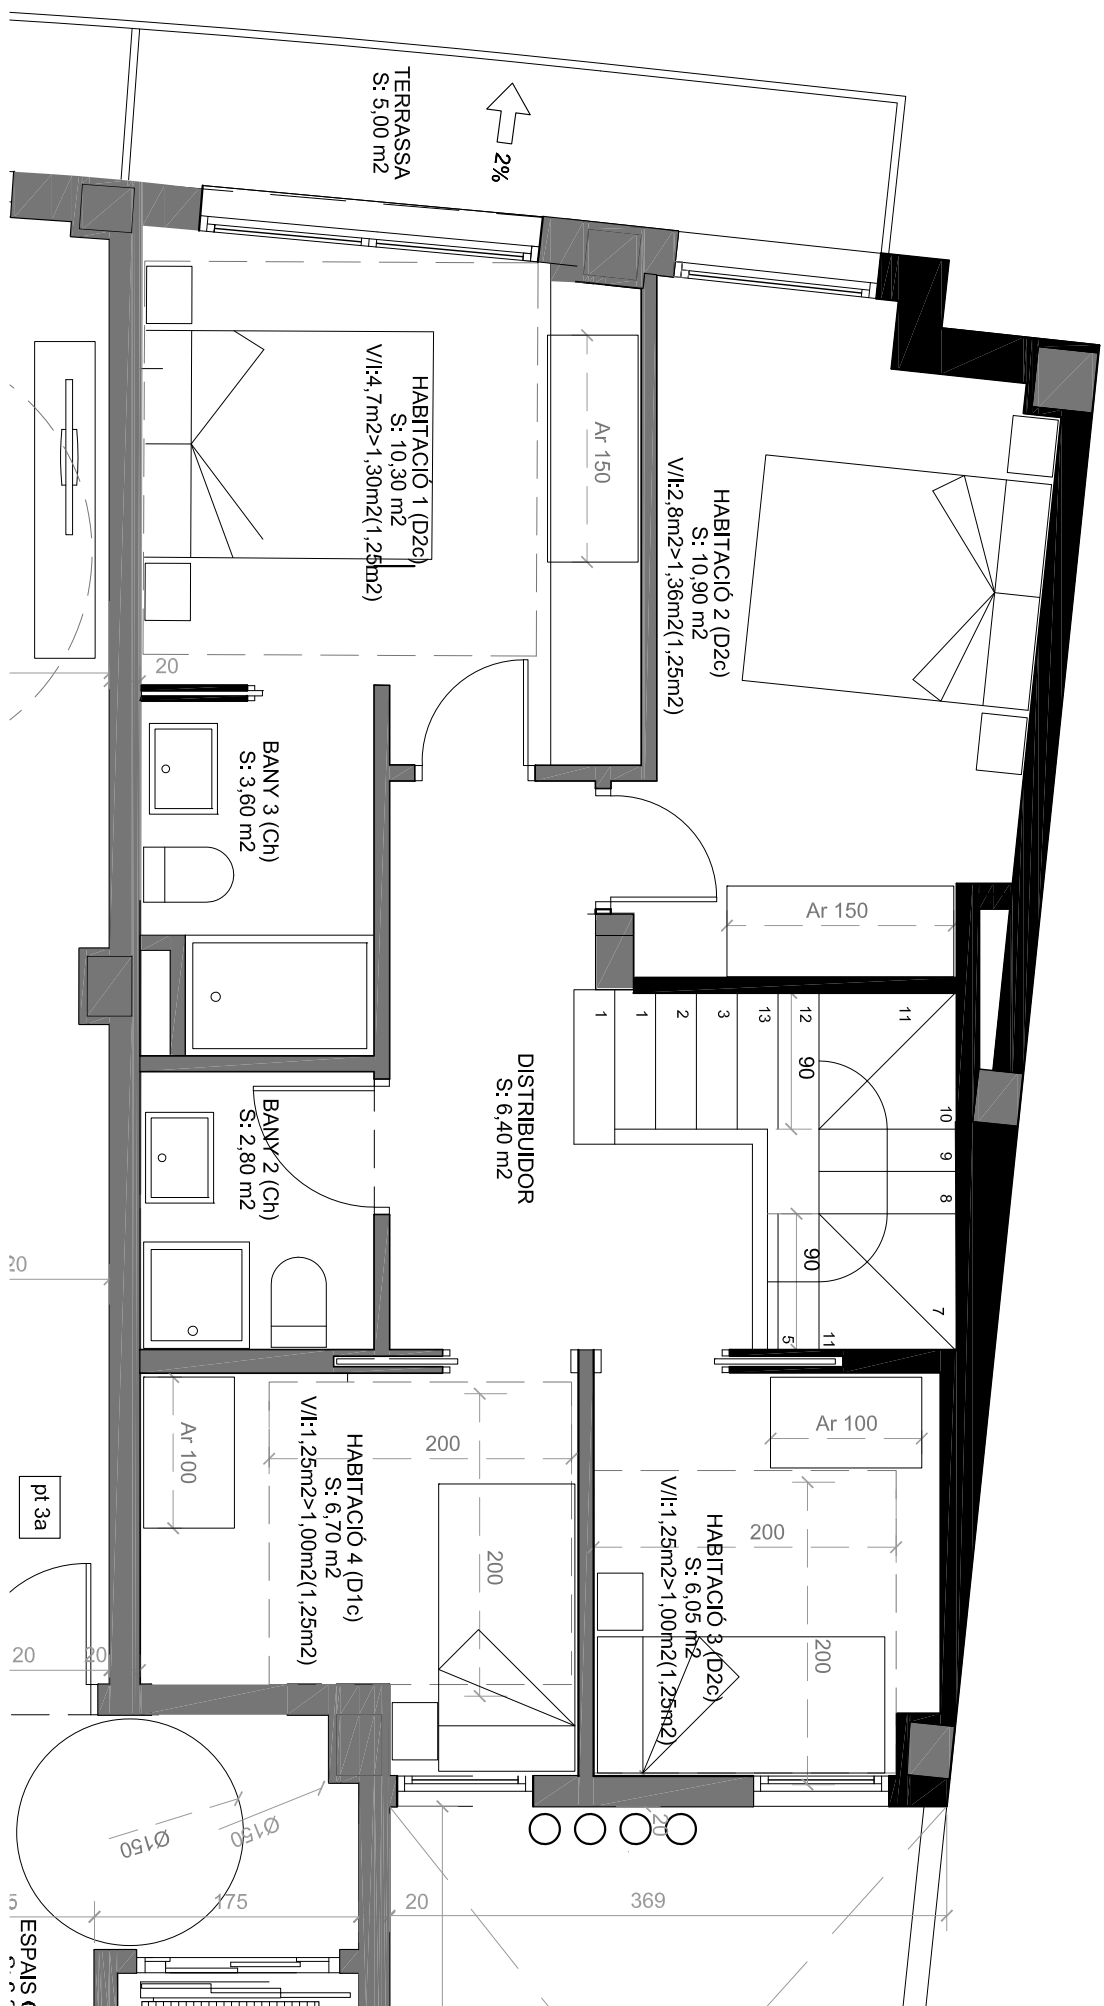 TERRASSA
S: 5,00 m2
2%
HABITACIÓ 1 (D2c)
S: 10,30 m2
V/I:4,7m2>1,30m2(1,25m2)
Ar 150
HABITACIÓ 2 (D2c)
S: 10,90 m2
V/I:2,8m2>1,36m2(1,25m2)
20
BANY 3 (Ch)
S: 3,60 m2
Ar 150
1
1
2
3
13
12
11
90
10
9
8
90
7
11
5
DISTRIBUIDOR
S: 6,40 m2
BANY 2 (Ch)
S: 2,80 m2
20
Ar 100
200
200
HABITACIÓ 4 (D1c)
S: 6,70 m2
V/I:1,25m2>1,00m2(1,25m2)
Ar 100
200
200
HABITACIÓ 3 (D2c)
S: 6,05 m2
V/I:1,25m2>1,00m2(1,25m2)
pt 3a
20
20
Ø150
Ø150
20
175
20
369
ESPAIS